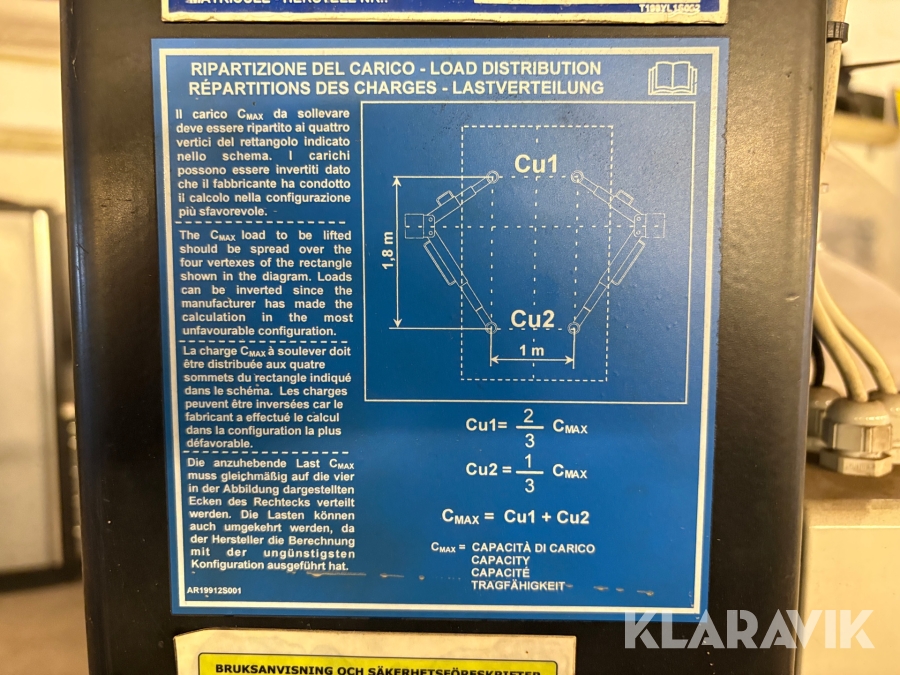 MATRICULE - HERSTELL NR.:
T199YL1S002
RIPARTIZIONE DEL CARICO - LOAD DISTRIBUTION
RÉPARTITIONS DES CHARGES - LASTVERTEILUNG
Il carico CMAX da sollevare
deve essere ripartito ai quattro
vertici del rettangolo indicato
nello schema. I carichi
possono essere invertiti dato
che il fabbricante ha condotto
il calcolo nella configurazione
più sfavorevole.
The CMAX load to be lifted
should be spread over the
four vertexes of the rectangle
shown in the diagram. Loads
can be inverted since the
manufacturer has made the
calculation in the most
unfavourable configuration.
La charge CMAX à soulever doit
être distribuée aux quatre
sommets du rectangle indiqué
dans le schéma. Les charges
peuvent être inversées car le
fabricant a effectué le calcul
dans la configuration la plus
défavorable.
Die anzuhebende Last CMAX
muss gleichmäßig auf die vier
in der Abbildung dargestellten
Ecken des Rechtecks verteilt
werden. Die Lasten können
auch umgekehrt werden, da
der Hersteller die Berechnung
mit der ungünstigsten
Konfiguration ausgeführt hat.
AR19912S001
Cu1
1,8 m
Cu2
1 m
Cu1= 2/3 CMAX
Cu2 = 1/3 CMAX
CMAX = Cu1 + Cu2
CMAX = CAPACITÀ DI CARICO
CAPACITY
CAPACITÉ
TRAGFÄHIGKEIT
KLARAVIK
BRUKSANVISNING OCH SÄKERHETSFÖRESKRIFTER